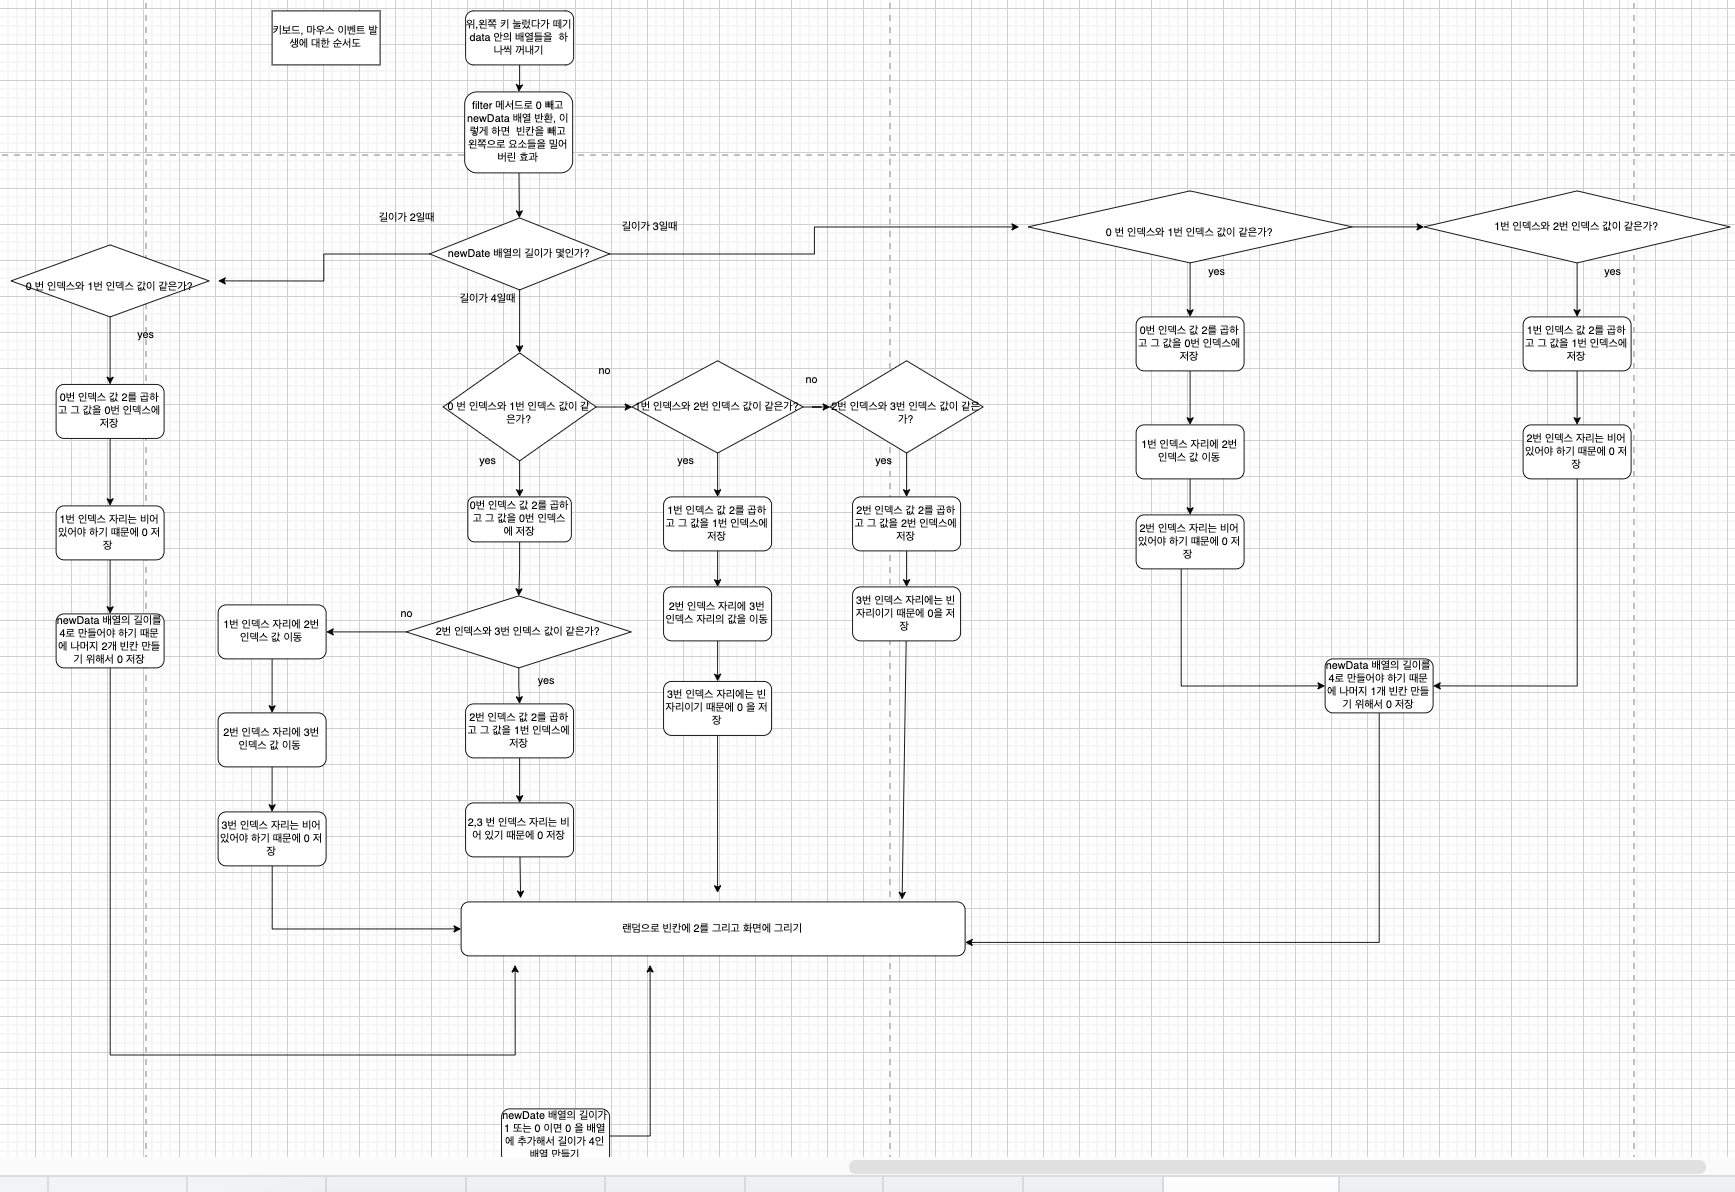 키보드, 마우스 이벤트 발
생에 대한 순서도
위,왼쪽 키 눌렀다가 떼기
data 안의 배열들을 하
나씩 꺼내기
filter 메서드로 0 빼고
newData 배열 반환, 이
렇게 하면 빈칸을 빼고
왼쪽으로 요소들을 밀어
버린 효과
길이가 2일때
길이가 3일때
newDate 배열의 길이가 몇인가?
길이가 4일때
0 번 인덱스와 1번 인덱스 값이 같은가?
yes
0번 인덱스 값 2를 곱하
고 그 값을 0번 인덱스에
저장
1번 인덱스 자리는 비어
있어야 하기 때문에 0 저
장
newData 배열의 길이를
4로 만들어야 하기 때문
에 나머지 2개 빈칸 만들
기 위해서 0 저장
0 번 인덱스와 1번 인덱스 값이 같
은가?
no
1번 인덱스와 2번 인덱스 값이 같은가?
no
2번 인덱스와 3번 인덱스 값이 같은
가?
yes
0번 인덱스 값 2를 곱하
고 그 값을 0번 인덱스
에 저장
2번 인덱스와 3번 인덱스 값이 같은가?
no
1번 인덱스 자리에 2번
인덱스 값 이동
2번 인덱스 자리에 3번
인덱스 값 이동
3번 인덱스 자리는 비어
있어야 하기 때문에 0 저
장
yes
2번 인덱스 값 2를 곱하
고 그 값을 1번 인덱스에
저장
2,3 번 인덱스 자리는 비
어 있기 때문에 0 저장
yes
1번 인덱스 값 2를 곱하
고 그 값을 1번 인덱스에
저장
2번 인덱스 자리에 3번
인덱스 자리의 값을 이동
3번 인덱스 자리에는 빈
자리이기 때문에 0 을 저
장
yes
2번 인덱스 값 2를 곱하
고 그 값을 2번 인덱스에
저장
3번 인덱스 자리에는 빈
자리이기 때문에 0을 저
장
0 번 인덱스와 1번 인덱스 값이 같은가?
yes
0번 인덱스 값 2를 곱하
고 그 값을 0번 인덱스에
저장
1번 인덱스 자리에 2번
인덱스 값 이동
2번 인덱스 자리는 비어
있어야 하기 때문에 0 저
장
1번 인덱스와 2번 인덱스 값이 같은가?
yes
1번 인덱스 값 2를 곱하
고 그 값을 1번 인덱스에
저장
2번 인덱스 자리는 비어
있어야 하기 때문에 0 저
장
newData 배열의 길이를
4로 만들어야 하기 때문
에 나머지 1개 빈칸 만들
기 위해서 0 저장
랜덤으로 빈칸에 2를 그리고 화면에 그리기
newDate 배열의 길이가
1 또는 0 이면 0 을 배열
에 추가해서 길이가 4인
배열 만들기